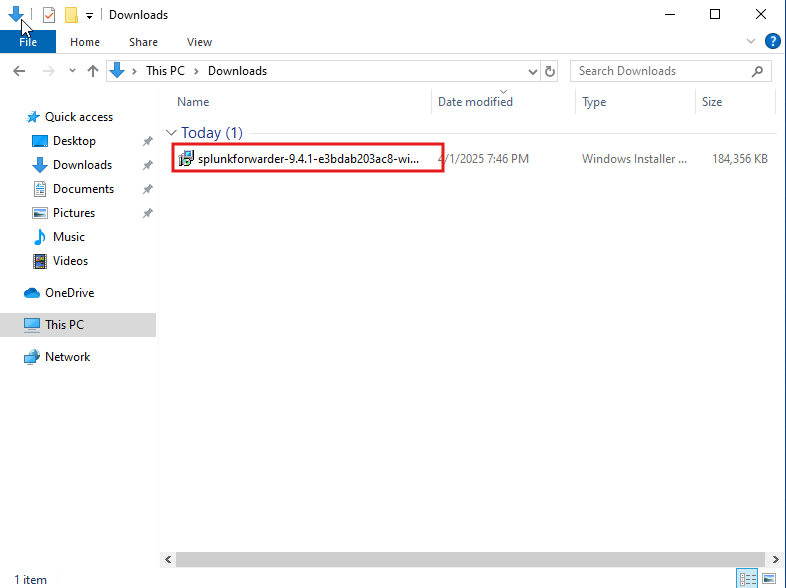 Downloads
File Home Share View
This PC Downloads
Search Downloads
Name Date modified Type Size
Quick access
Desktop
Downloads
Documents
Pictures
Music
Videos
OneDrive
This PC
Network
Today (1)
splunkforwarder-9.4.1-e3bdab203ac8-wi... 4/1/2025 7:46 PM Windows Installer ... 184,356 KB
1 item